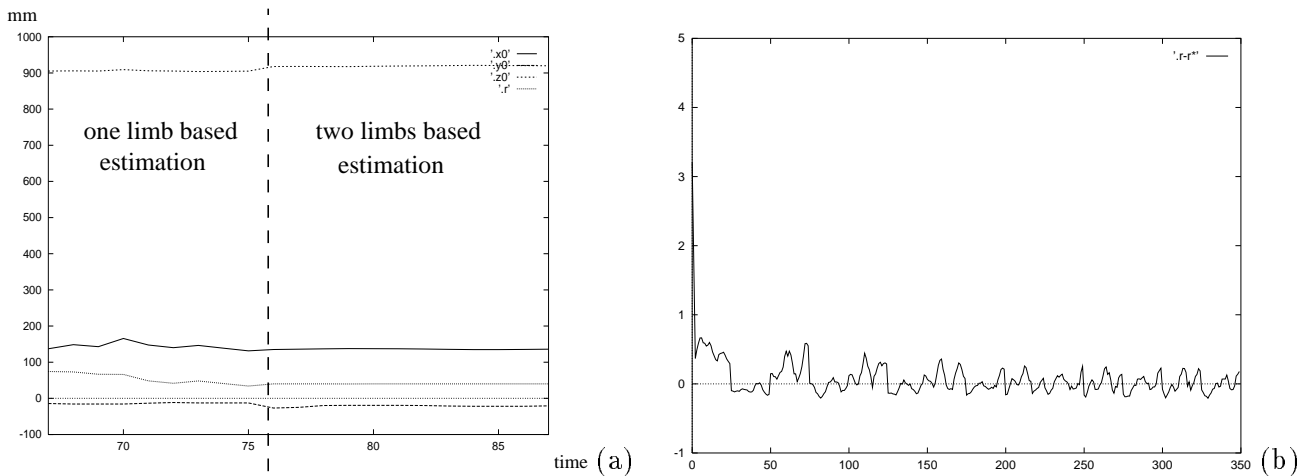 mm
1000
900
800
700
600
500
400
300
200
100
0
-100
'.x0'
'.y0'
'.z0'
'.r'
one limb based
estimation
two limbs based
estimation
70
75
80
85
time
(a)
5
4
3
2
1
0
-1
'.r-r*'
0
50
100
150
200
250
300
350
(b)